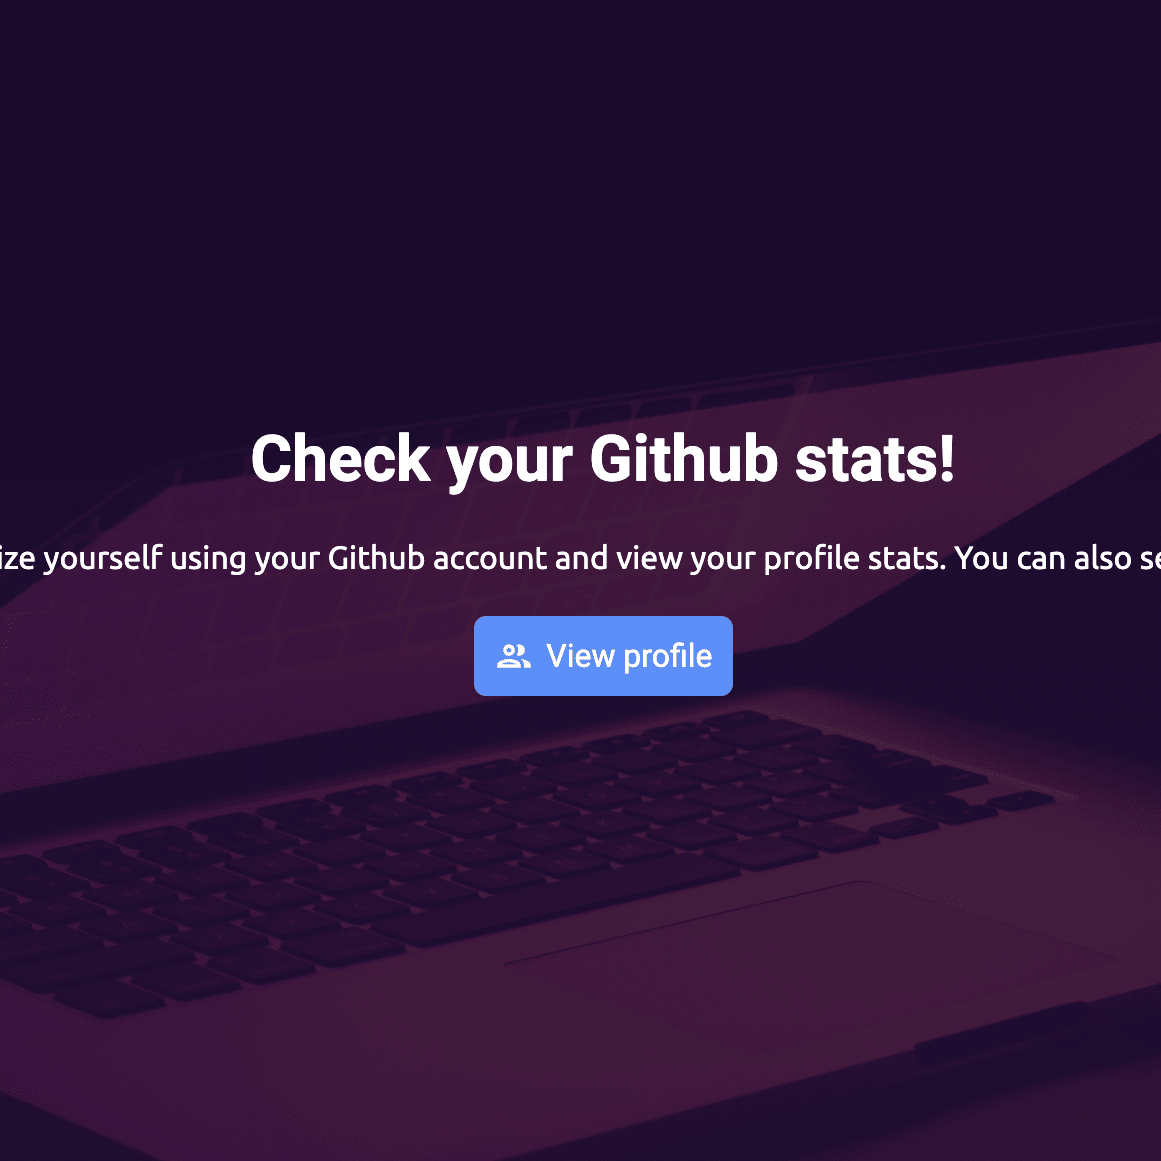 Check your Github stats!
ize yourself using your Github account and view your profile stats. You can also se
View profile